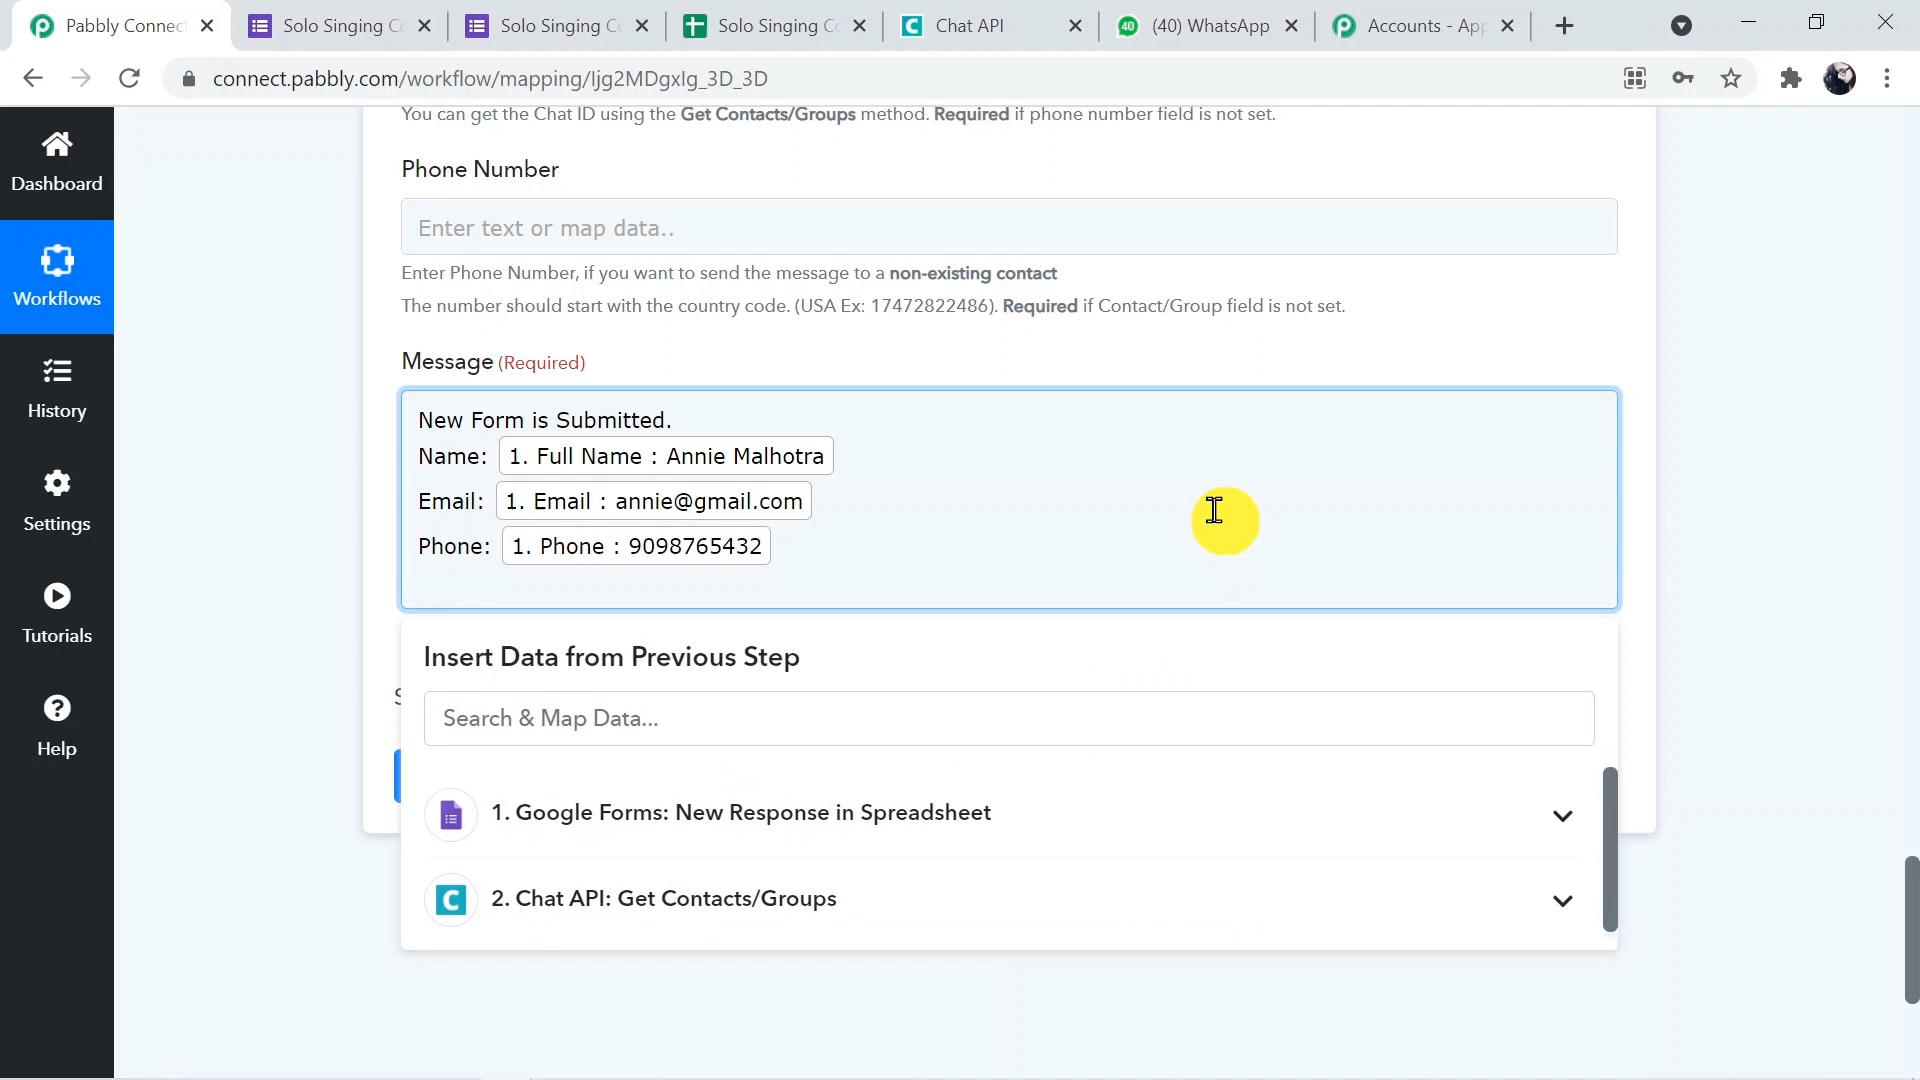 Pabbly Connect
Solo Singing Co
Solo Singing Co
Solo Singing Co
Chat API
40
(40) WhatsApp
Accounts - App
connect.pabbly.com/workflow/mapping/Ijg2MDgxIg_3D_3D
Dashboard
Workflows
History
Settings
Tutorials
Help
You can get the Chat ID using the Get Contacts/Groups method. Required if phone number field is not set.
Phone Number
Enter text or map data..
Enter Phone Number, if you want to send the message to a non-existing contact
The number should start with the country code. (USA Ex: 17472822486). Required if Contact/Group field is not set.
Message (Required)
New Form is Submitted.
Name: 1. Full Name : Annie Malhotra
Email: 1. Email : annie@gmail.com
Phone: 1. Phone : 9098765432
Insert Data from Previous Step
Search & Map Data...
1. Google Forms: New Response in Spreadsheet
C
2. Chat API: Get Contacts/Groups